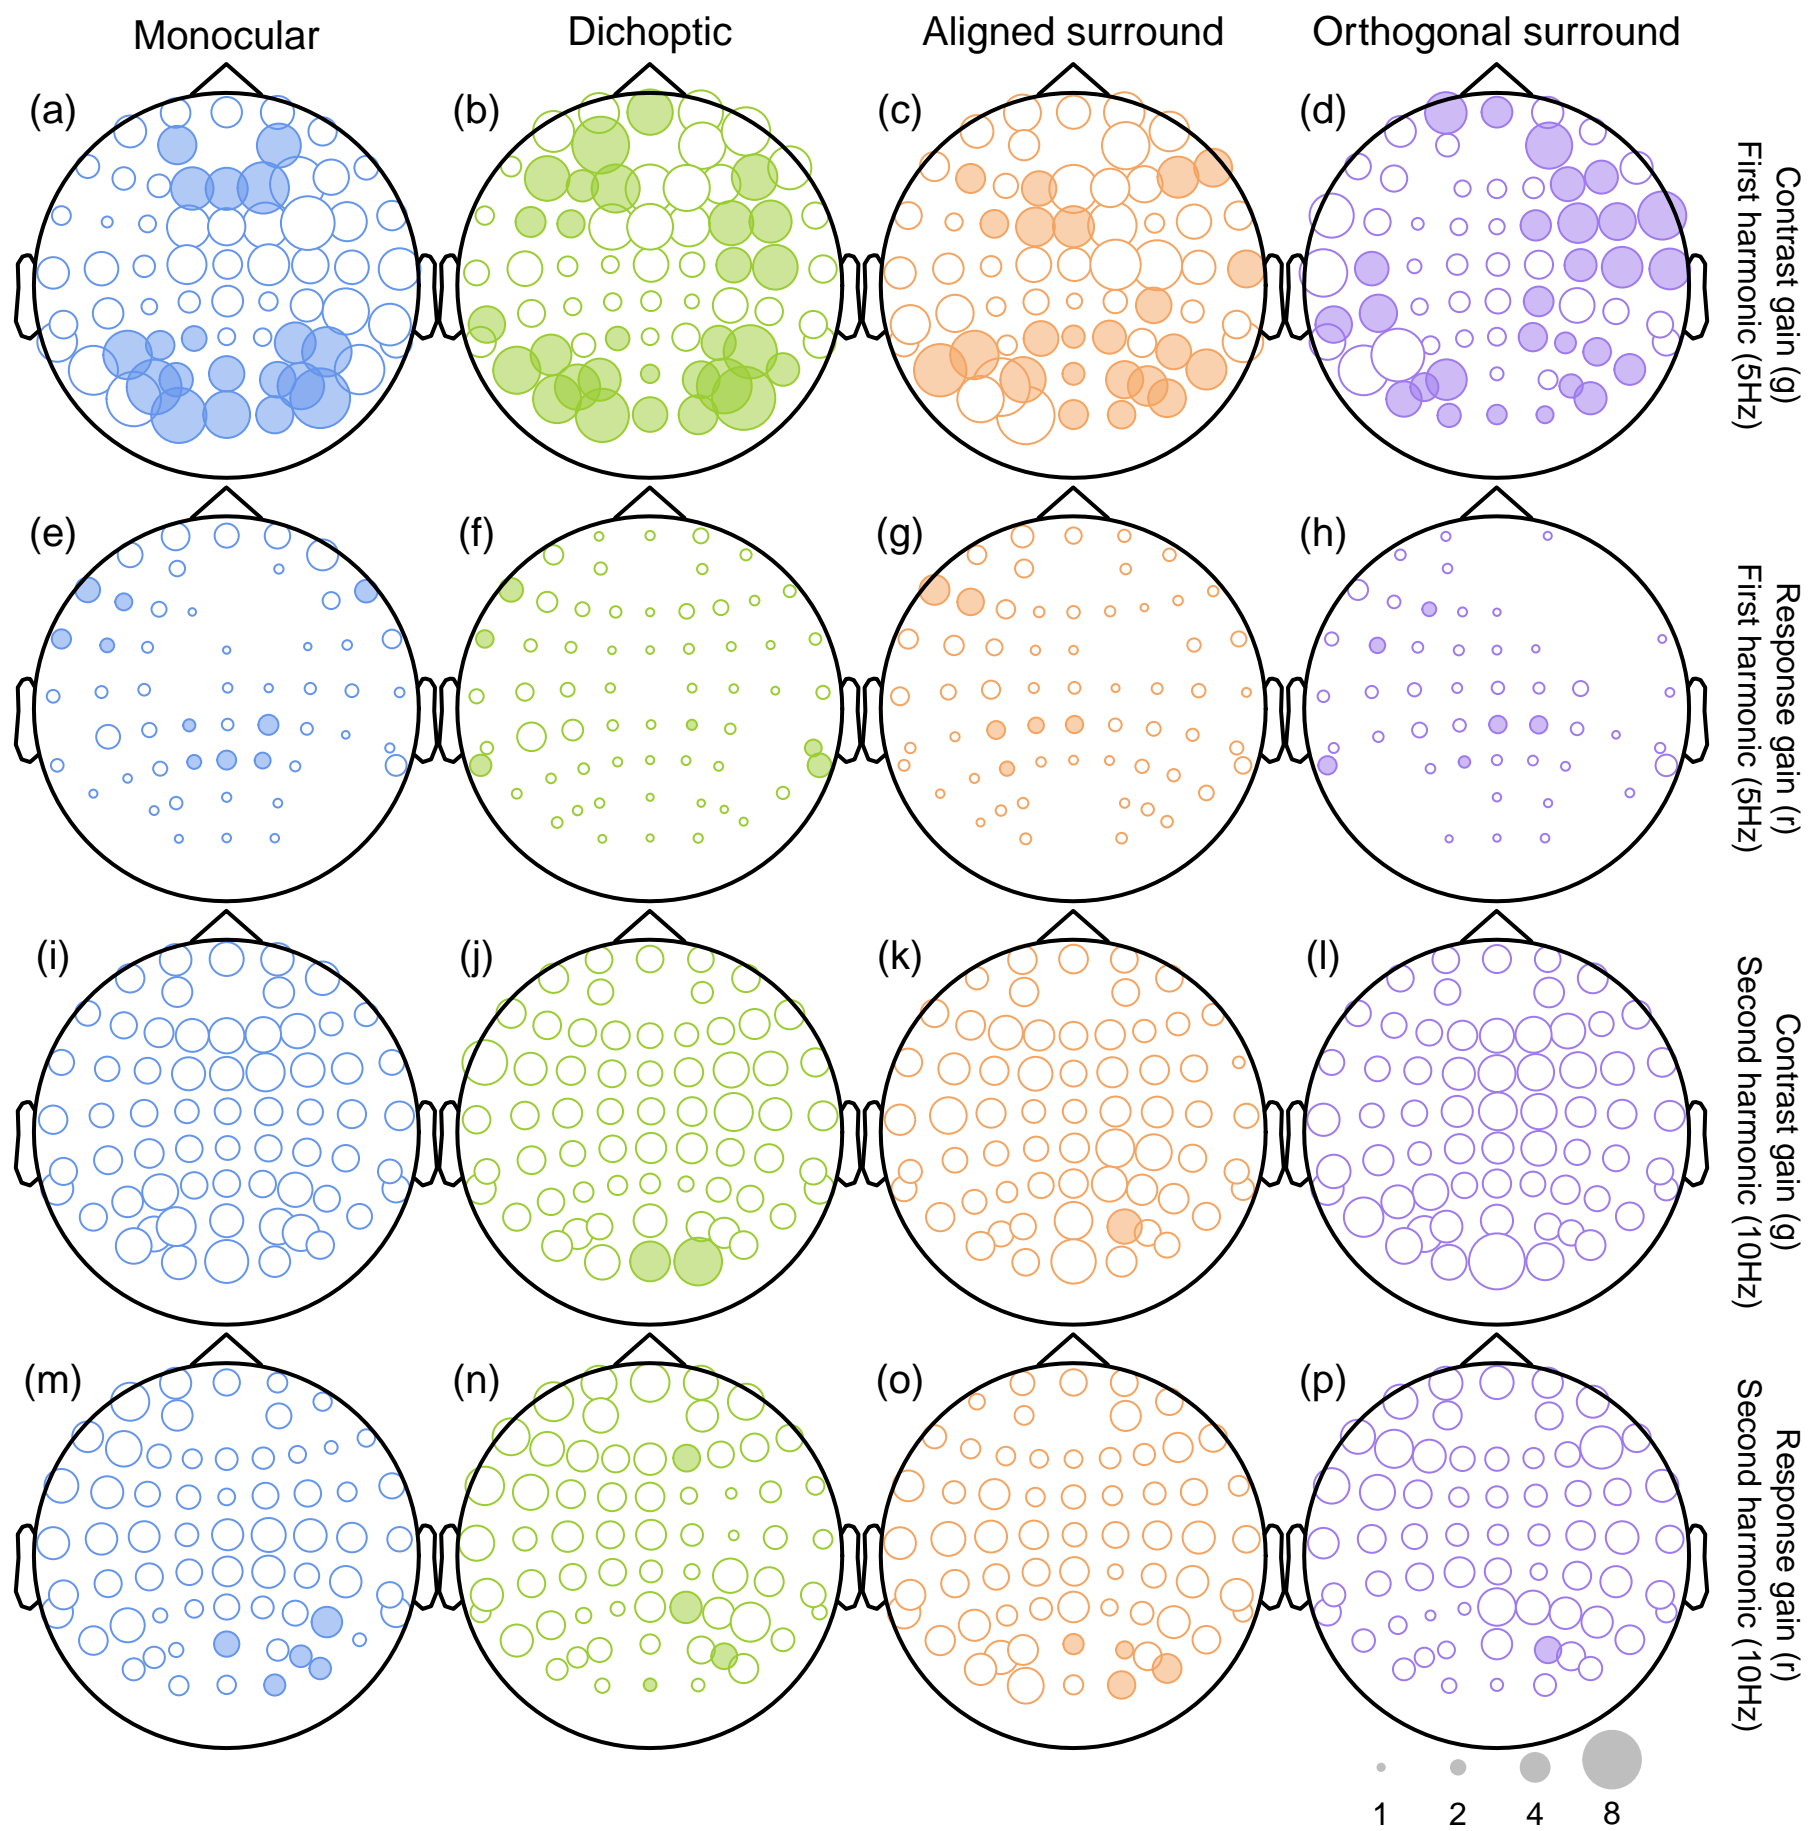 Monocular
Dichoptic
Aligned surround
Orthogonal surround
(a)
(b)
(c)
(d)
Contrast gain (g)
First harmonic (5Hz)
(e)
(f)
(g)
(h)
Response gain (r)
First harmonic (5Hz)
(i)
(j)
(k)
(l)
Contrast gain (g)
Second harmonic (10Hz)
(m)
(n)
(o)
(p)
Response gain (r)
Second harmonic (10Hz)
1 2 4 8